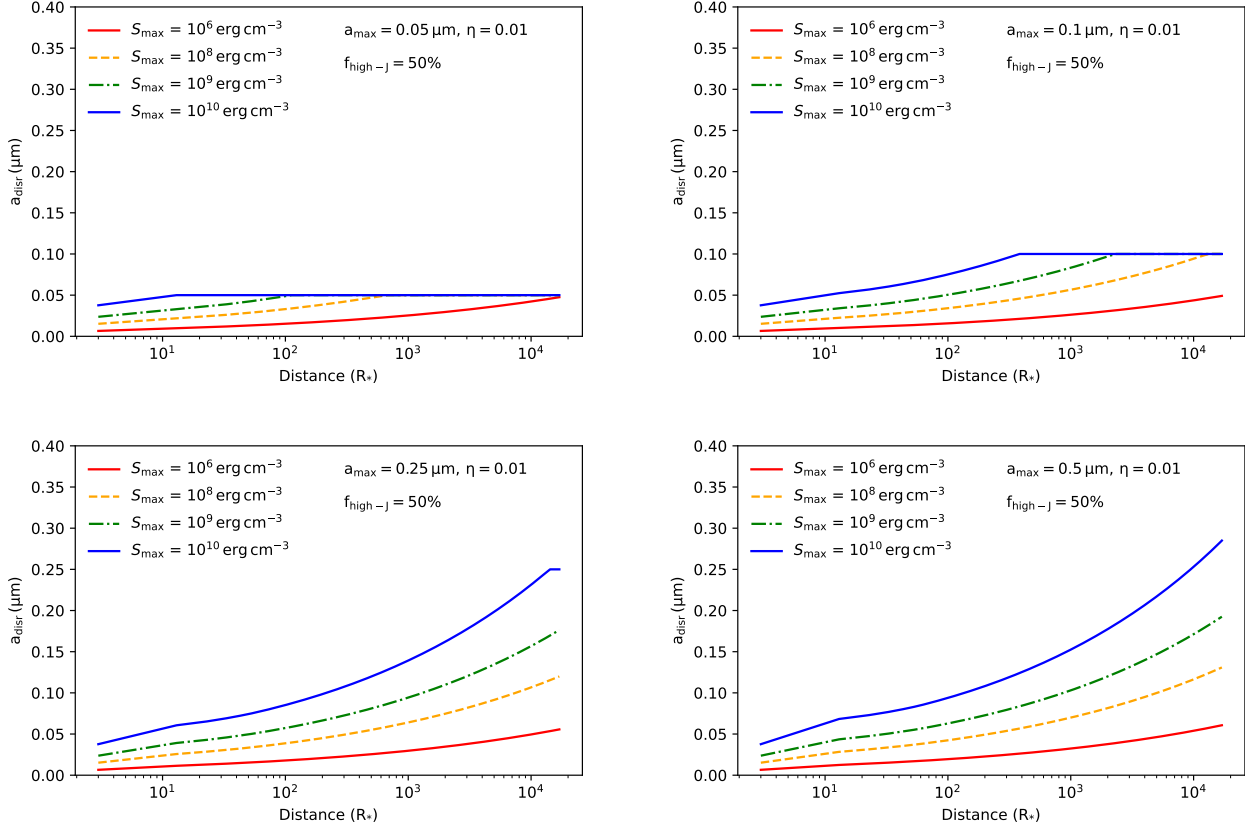 S_max = 10^6 erg cm^−3
S_max = 10^8 erg cm^−3
S_max = 10^9 erg cm^−3
S_max = 10^10 erg cm^−3
a_max = 0.05 μm, η = 0.01
f_high−J = 50%
0.40
0.35
0.30
0.25
0.20
0.15
0.10
0.05
0.00
a_disr (μm)
10^1 10^2 10^3 10^4
Distance (R_*)
S_max = 10^6 erg cm^−3
S_max = 10^8 erg cm^−3
S_max = 10^9 erg cm^−3
S_max = 10^10 erg cm^−3
a_max = 0.1 μm, η = 0.01
f_high−J = 50%
0.40
0.35
0.30
0.25
0.20
0.15
0.10
0.05
0.00
a_disr (μm)
10^1 10^2 10^3 10^4
Distance (R_*)
S_max = 10^6 erg cm^−3
S_max = 10^8 erg cm^−3
S_max = 10^9 erg cm^−3
S_max = 10^10 erg cm^−3
a_max = 0.25 μm, η = 0.01
f_high−J = 50%
0.40
0.35
0.30
0.25
0.20
0.15
0.10
0.05
0.00
a_disr (μm)
10^1 10^2 10^3 10^4
Distance (R_*)
S_max = 10^6 erg cm^−3
S_max = 10^8 erg cm^−3
S_max = 10^9 erg cm^−3
S_max = 10^10 erg cm^−3
a_max = 0.5 μm, η = 0.01
f_high−J = 50%
0.40
0.35
0.30
0.25
0.20
0.15
0.10
0.05
0.00
a_disr (μm)
10^1 10^2 10^3 10^4
Distance (R_*)